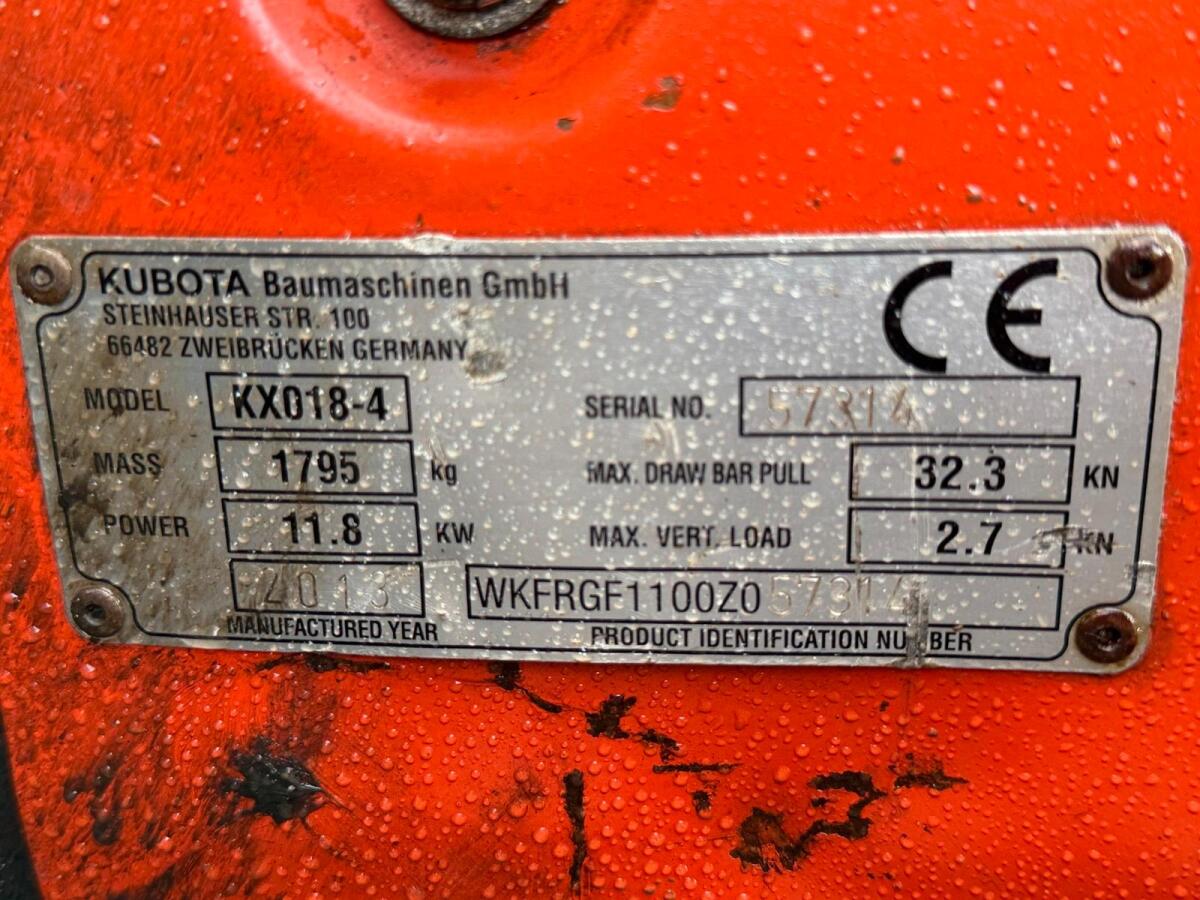 KUBOTA Baumaschinen GmbH
STEINHAUSER STR. 100
66482 ZWEIBRÜCKEN GERMANY
CE
MODEL KX018-4 SERIAL NO. 57314
MASS 1795 kg MAX. DRAW BAR PULL 32.3 KN
POWER 11.8 KW MAX. VERT. LOAD 2.7 KN
2013 WKFRGF1100Z057314
MANUFACTURED YEAR PRODUCT IDENTIFICATION NUMBER